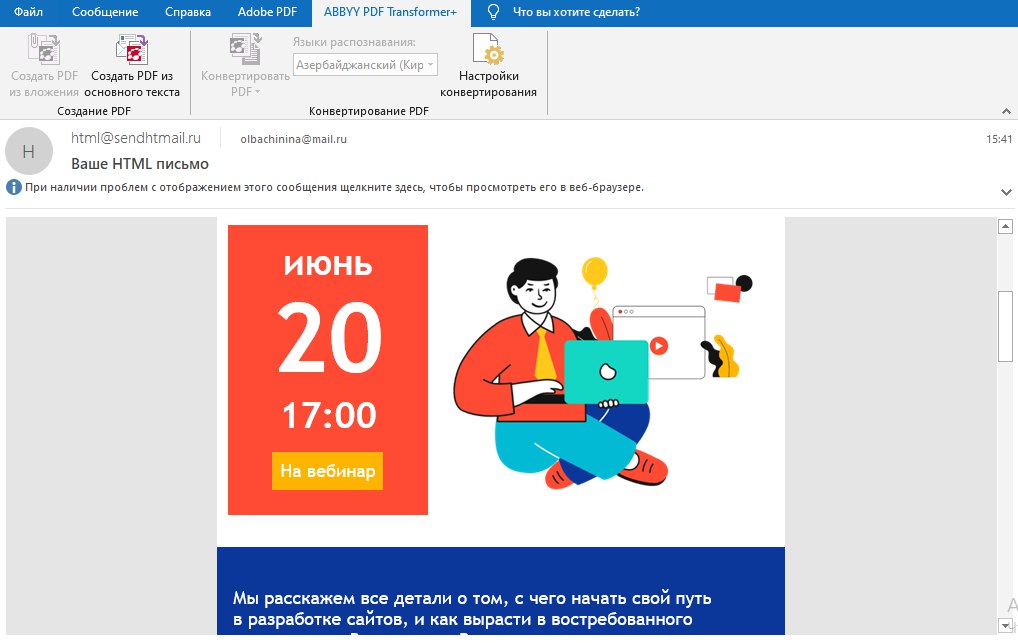 Файл Сообщение Справка Adobe PDF ABBYY PDF Transformer+ Что вы хотите сделать?
Создать PDF из вложения
Создать PDF из основного текста
Создание PDF
Конвертировать PDF
Языки распознавания:
Азербайджанский (Кир
Настройки конвертирования
Конвертирование PDF
H
html@sendhtmail.ru olbachinina@mail.ru 15:41
Ваше HTML письмо
При наличии проблем с отображением этого сообщения щелкните здесь, чтобы просмотреть его в веб-браузере.
июнь
20
17:00
На вебинар
Мы расскажем все детали о том, с чего начать свой путь
в разработке сайтов, и как вырасти в востребованного